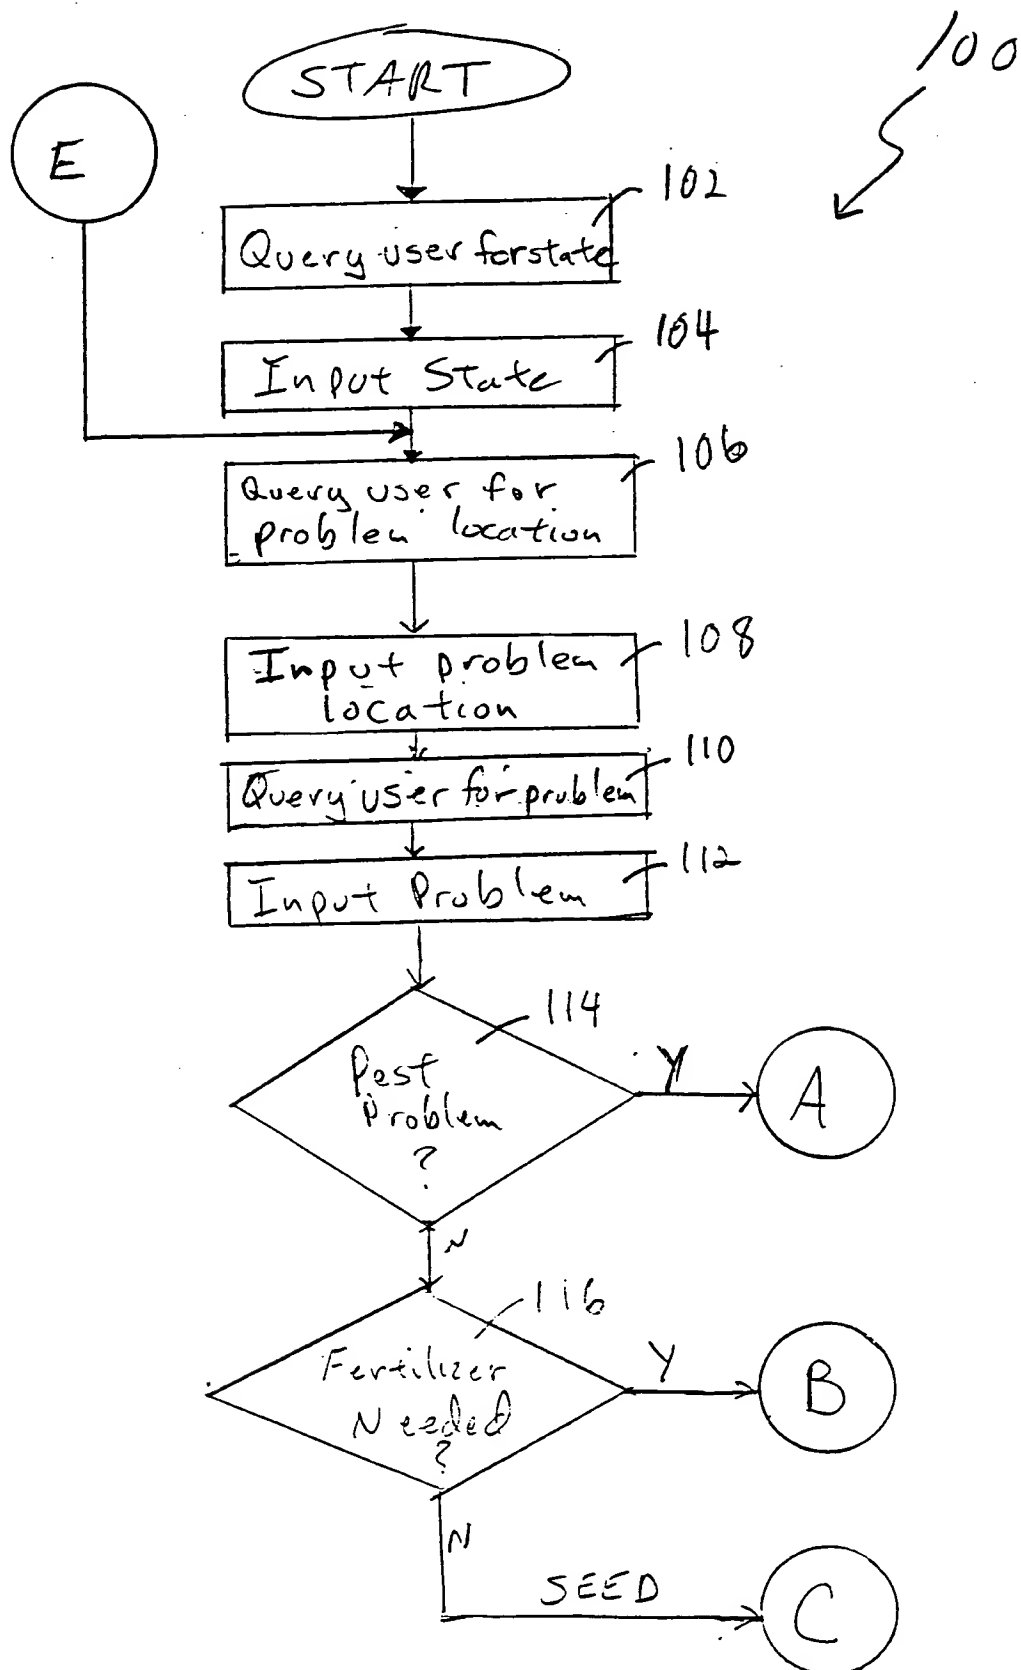 100
START
E
102
Query user for state
104
Input State
106
Query user for
problem location
108
Input problem
location
110
Query user for problem
112
Input Problem
114
Pest
Problem
?
Y
A
N
116
Fertilizer
Needed
?
Y
B
N
SEED
C